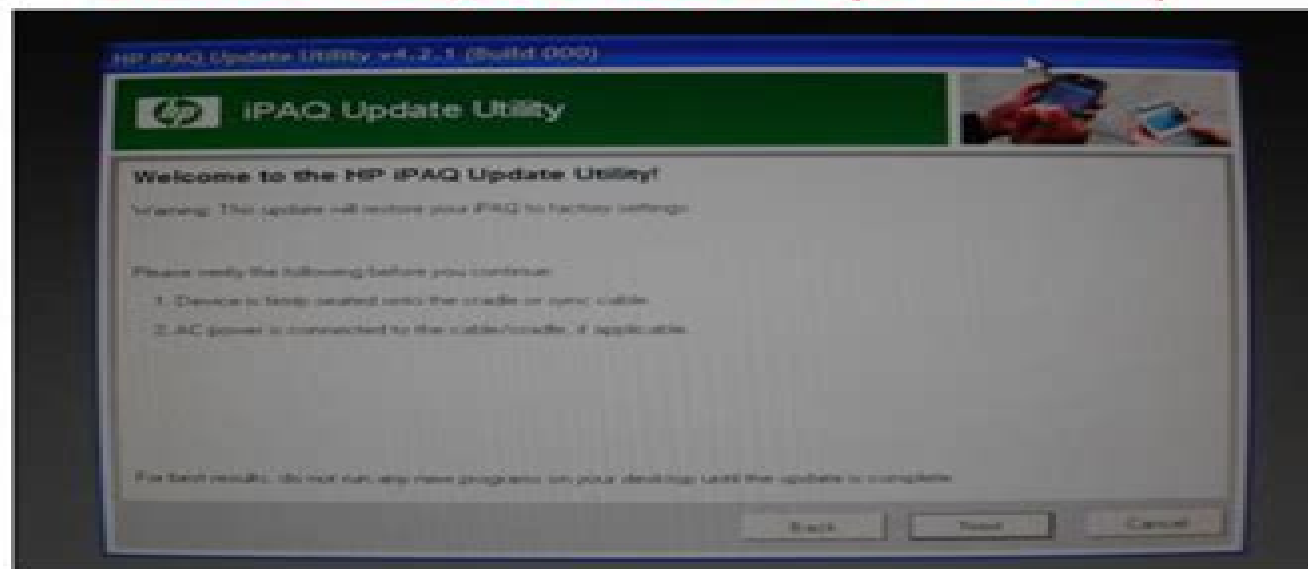 HP iPAQ Update Utility v4.2.1 (Build 000)
hp iPAQ Update Utility
Welcome to the HP iPAQ Update Utility!
Warning: This update will restore your iPAQ to factory settings.
Please verify the following before you continue:
1. Device is firmly seated onto the cradle or sync cable.
2. AC power is connected to the cable/cradle, if applicable.
For best results, do not run any new programs on your desktop until the update is complete.
Back Next Cancel